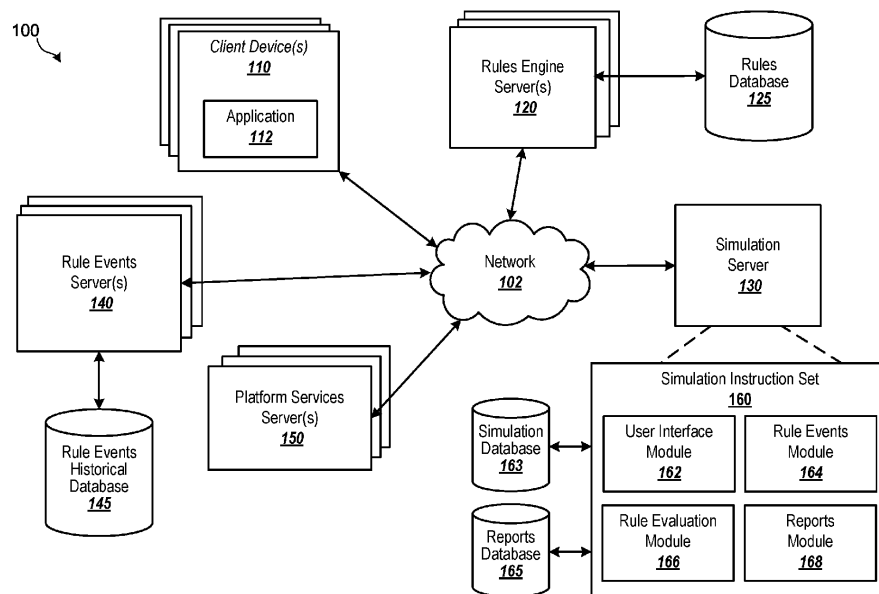 100
Client Device(s)
110
Application
112
Rules Engine
Server(s)
120
Rules
Database
125
Rule Events
Server(s)
140
Network
102
Simulation
Server
130
Platform Services
Server(s)
150
Rule Events
Historical
Database
145
Simulation Instruction Set
160
Simulation
Database
163
User Interface
Module
162
Rule Events
Module
164
Reports
Database
165
Rule Evaluation
Module
166
Reports
Module
168